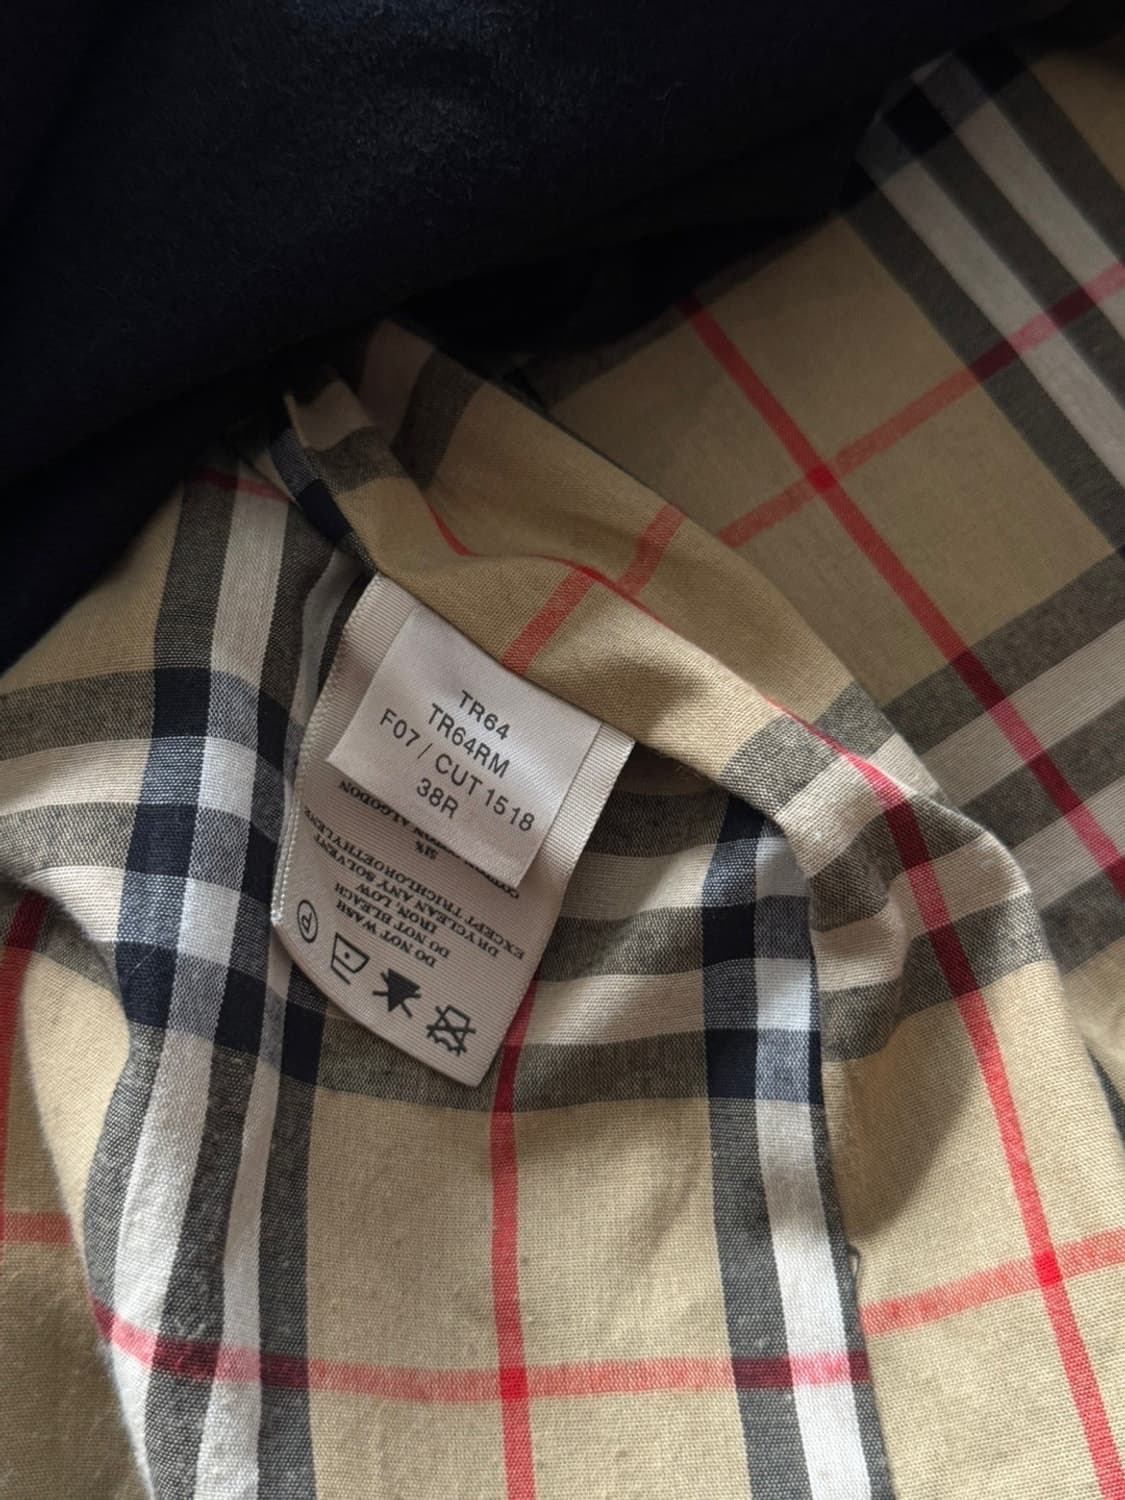 TR64
TR64RM
F07 / CUT 1518
38R
ALGODON
DO NOT WASH
DO NOT BLEACH
IRON LOW
DRYCLEAN ANY SOLVENT
EXCEPT TRICHLOROETHYLENE
P